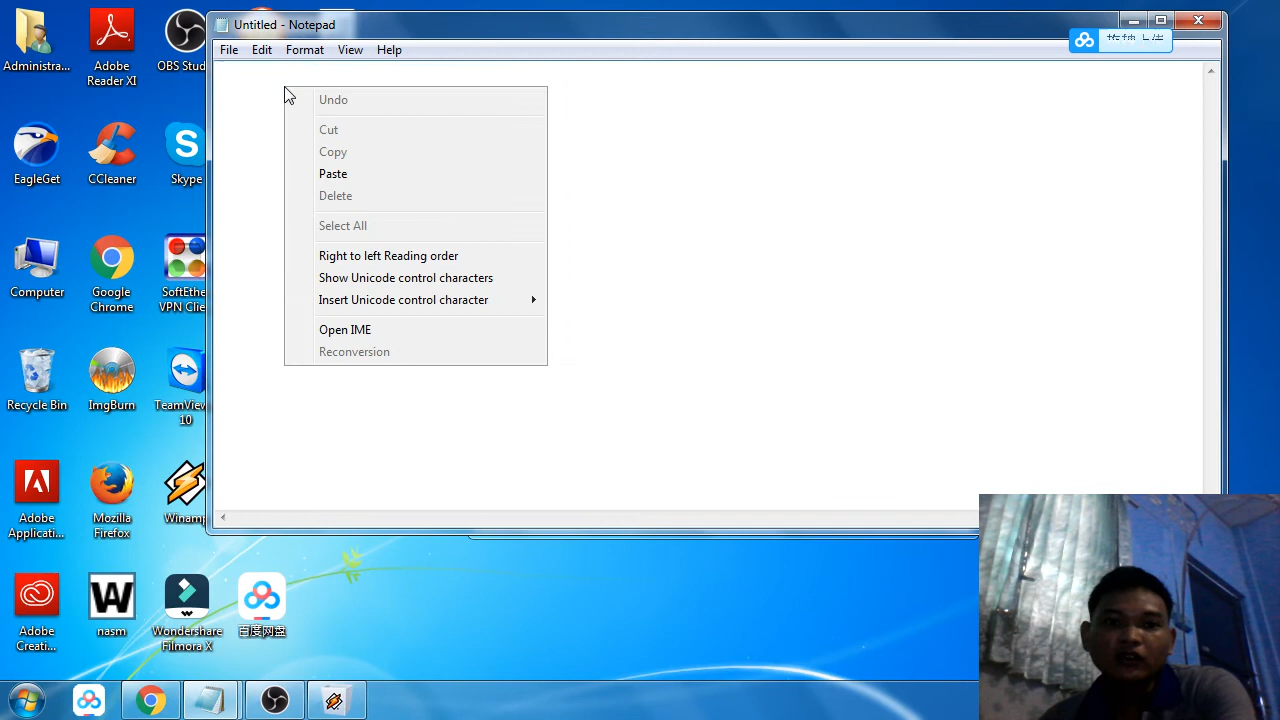 Untitled - Notepad
File Edit Format View Help
Undo
Cut
Copy
Paste
Delete
Select All
Right to left Reading order
Show Unicode control characters
Insert Unicode control character
Open IME
Reconversion
Administra...
Adobe
Reader XI
OBS Stud
EagleGet
CCleaner
Skype
Computer
Google
Chrome
SoftEthe
VPN Clie
Recycle Bin
ImgBurn
TeamView
10
Adobe
Applicati...
Mozilla
Firefox
Winamp
Adobe
Creati...
nasm
Wondershare
Filmora X
百度网盘